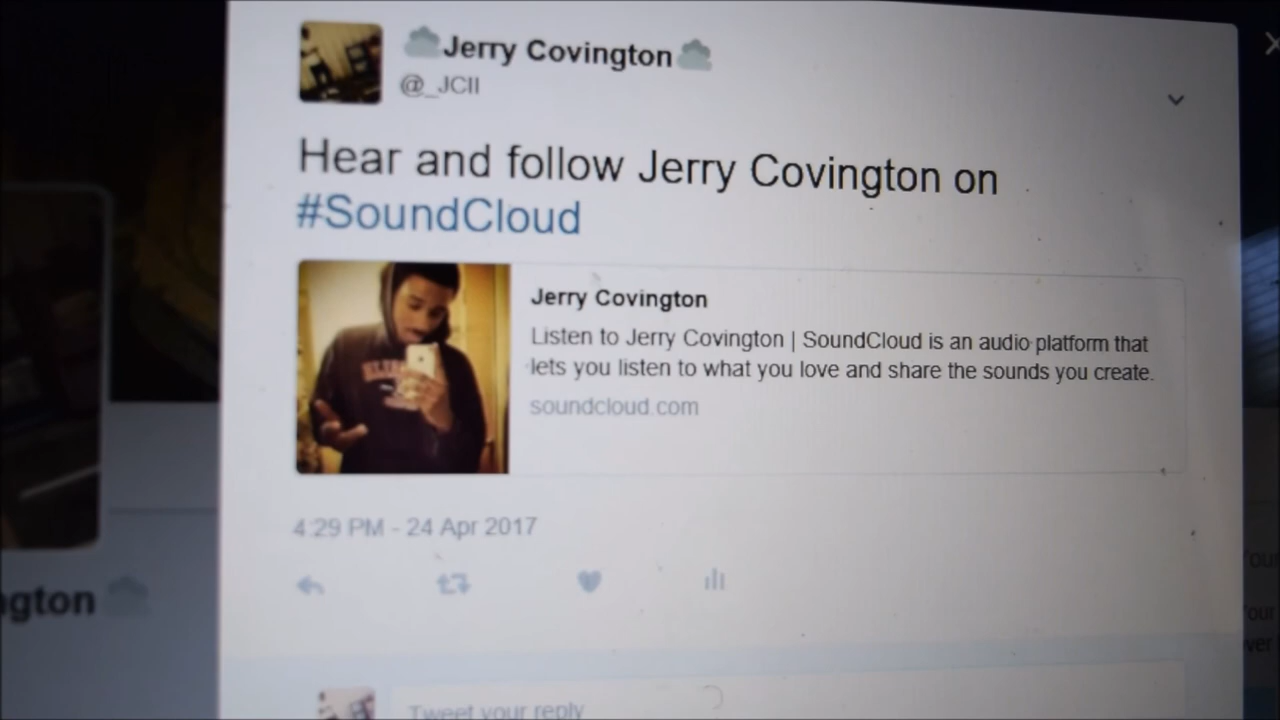 Jerry Covington
@_JCII
Hear and follow Jerry Covington on
#SoundCloud
Jerry Covington
Listen to Jerry Covington | SoundCloud is an audio platform that
lets you listen to what you love and share the sounds you create.
soundcloud.com
4:29 PM - 24 Apr 2017
ngton
Tweet your reply